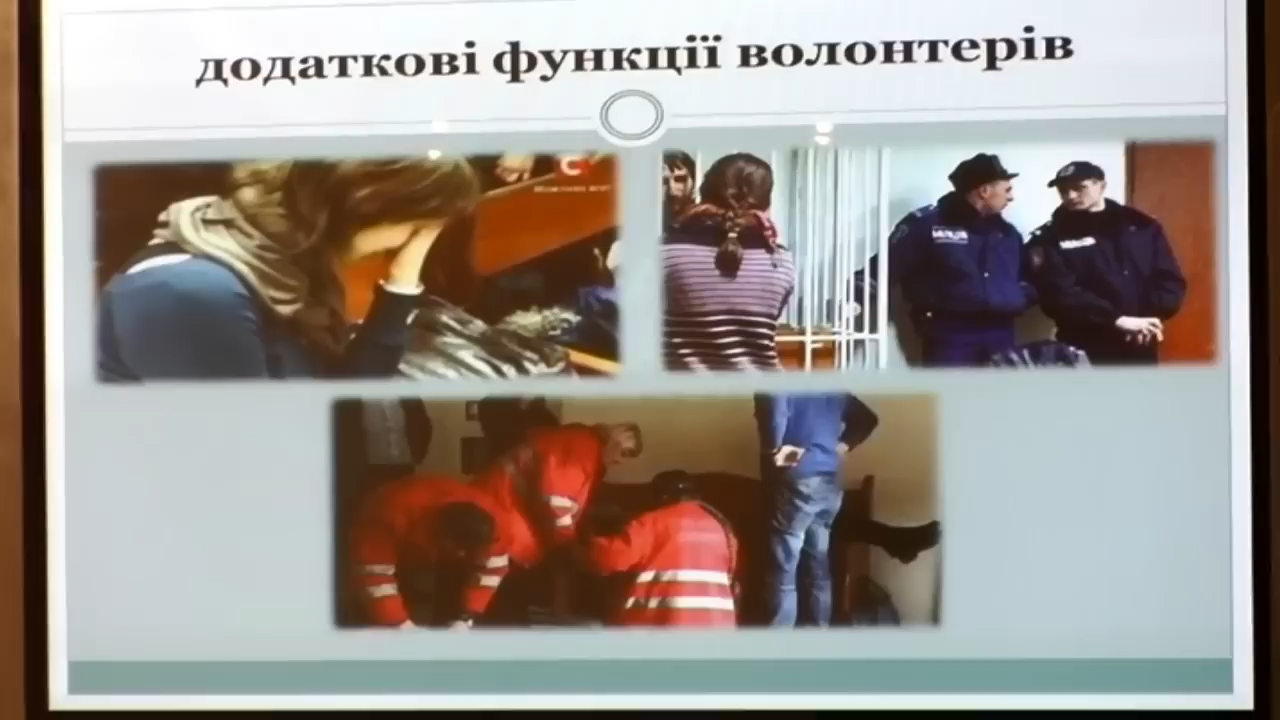 додаткові функції волонтерів